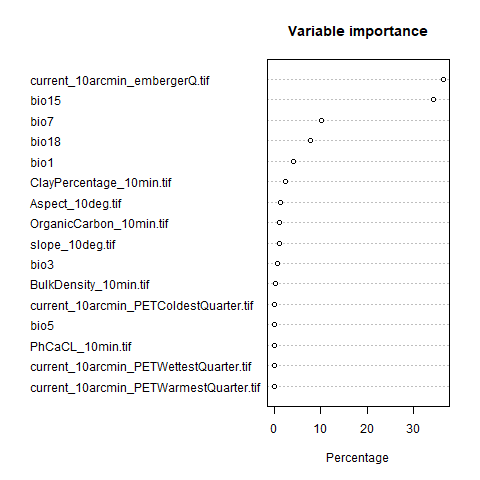 Variable importance
current_10arcmin_embergerQ.tif
bio15
bio7
bio18
bio1
ClayPercentage_10min.tif
Aspect_10deg.tif
OrganicCarbon_10min.tif
slope_10deg.tif
bio3
BulkDensity_10min.tif
current_10arcmin_PETColdestQuarter.tif
bio5
PhCaCL_10min.tif
current_10arcmin_PETWettestQuarter.tif
current_10arcmin_PETWarmestQuarter.tif
0 10 20 30
Percentage